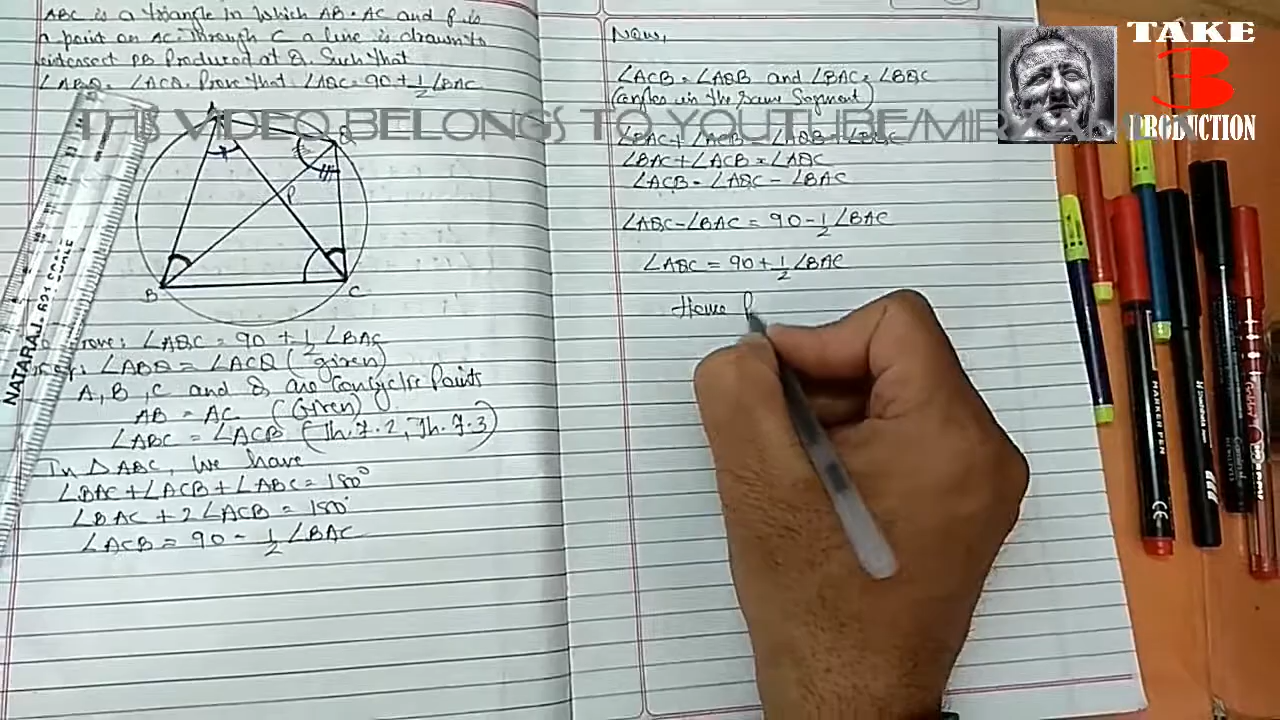 ABC is a triangle in which AB = AC and P is
a point on AC. Through C a line is drawn to
intersect PB Produced at Q. Such that
∠ABQ = ∠ACQ. Prove that ∠AQC = 90 + 1/2 ∠BAC
THIS VIDEO BELONGS TO YOUTUBE/
Q
P
B
C
Prove: ∠AQC = 90 + 1/2 ∠BAC
∠ABQ = ∠ACQ (given)
A, B, C and Q are Concyclic Points
AB = AC (Given)
∠ABC = ∠ACB (Th. 7.2, Th. 7.3)
In △ABC, We have
∠BAC + ∠ACB + ∠ABC = 180°
∠BAC + 2∠ACB = 180°
∠ACB = 90 - 1/2 ∠BAC
NATARAJ 621 SCALE
Now,
∠ACB = ∠AQB and ∠BAC = ∠BQC
(angles in the same Segment)
∠BAC + ∠ACB = ∠AQB + ∠BQC
∠BAC + ∠ACB = ∠AQC
∠ACB = ∠AQC - ∠BAC
∠AQC - ∠BAC = 90 - 1/2 ∠BAC
∠AQC = 90 + 1/2 ∠BAC
Hence P
TAKE
3
PRODUCTION
MARKER PEN
CE